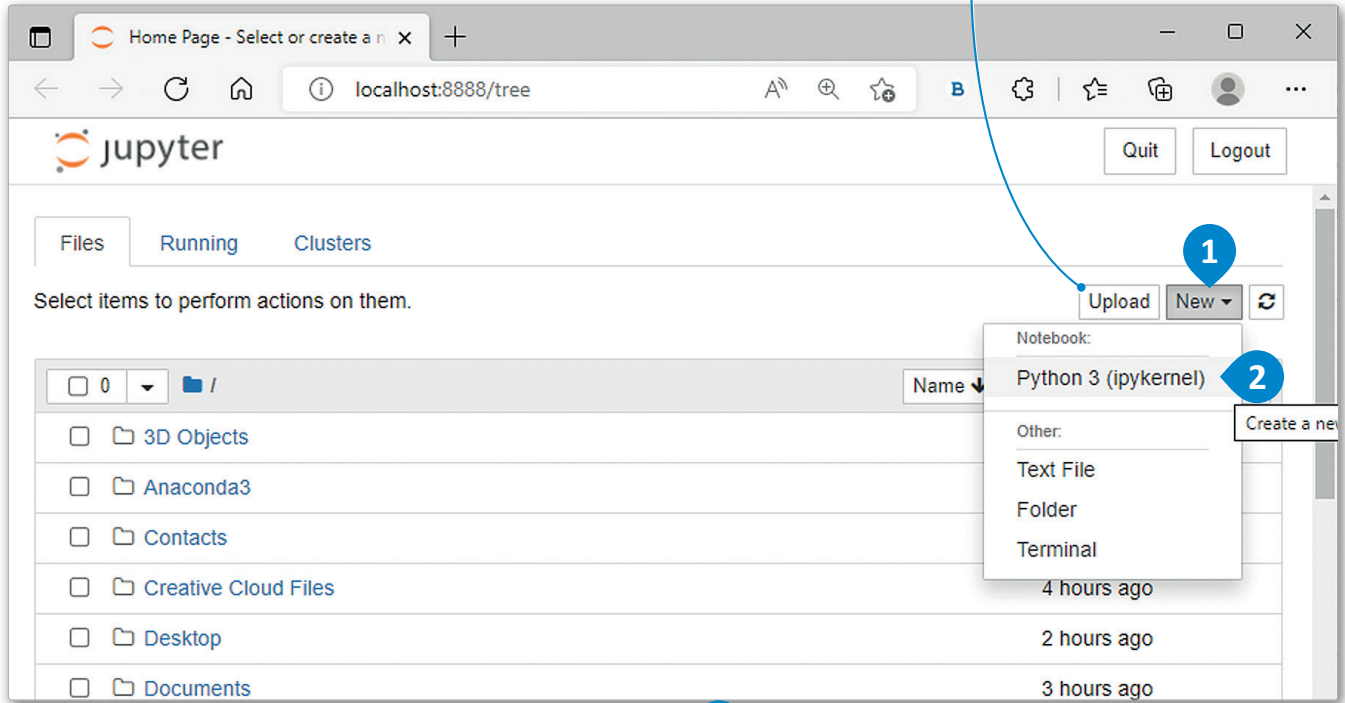 Home Page - Select or create a n
localhost:8888/tree
B
jupyter
Quit
Logout
Files
Running
Clusters
1
Select items to perform actions on them.
Upload
New
Notebook:
Python 3 (ipykernel)
2
Create a new
0
/
Name
Other:
Text File
Folder
Terminal
3D Objects
Anaconda3
Contacts
Creative Cloud Files
4 hours ago
Desktop
2 hours ago
Documents
3 hours ago